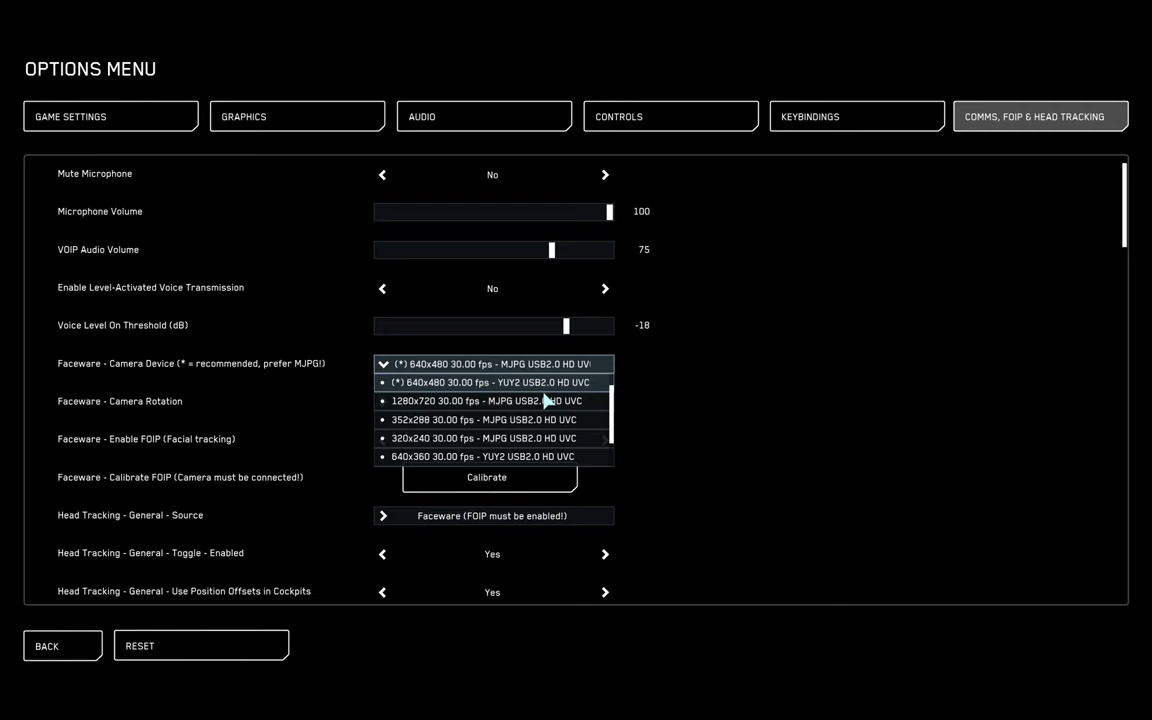 OPTIONS MENU
GAME SETTINGS
GRAPHICS
AUDIO
CONTROLS
KEYBINDINGS
COMMS, FOIP & HEAD TRACKING
Mute Microphone
No
Microphone Volume
100
VOIP Audio Volume
75
Enable Level-Activated Voice Transmission
No
Voice Level On Threshold (dB)
-18
Faceware - Camera Device (* = recommended, prefer MJPG!)
(*) 640x480 30.00 fps - MJPG USB2.0 HD UV
(*) 640x480 30.00 fps - YUY2 USB2.0 HD UVC
Faceware - Camera Rotation
1280x720 30.00 fps - MJPG USB2.0 HD UVC
352x288 30.00 fps - MJPG USB2.0 HD UVC
Faceware - Enable FOIP (Facial tracking)
320x240 30.00 fps - MJPG USB2.0 HD UVC
640x360 30.00 fps - YUY2 USB2.0 HD UVC
Faceware - Calibrate FOIP (Camera must be connected!)
Calibrate
Head Tracking - General - Source
Faceware (FOIP must be enabled!)
Head Tracking - General - Toggle - Enabled
Yes
Head Tracking - General - Use Position Offsets in Cockpits
Yes
BACK
RESET